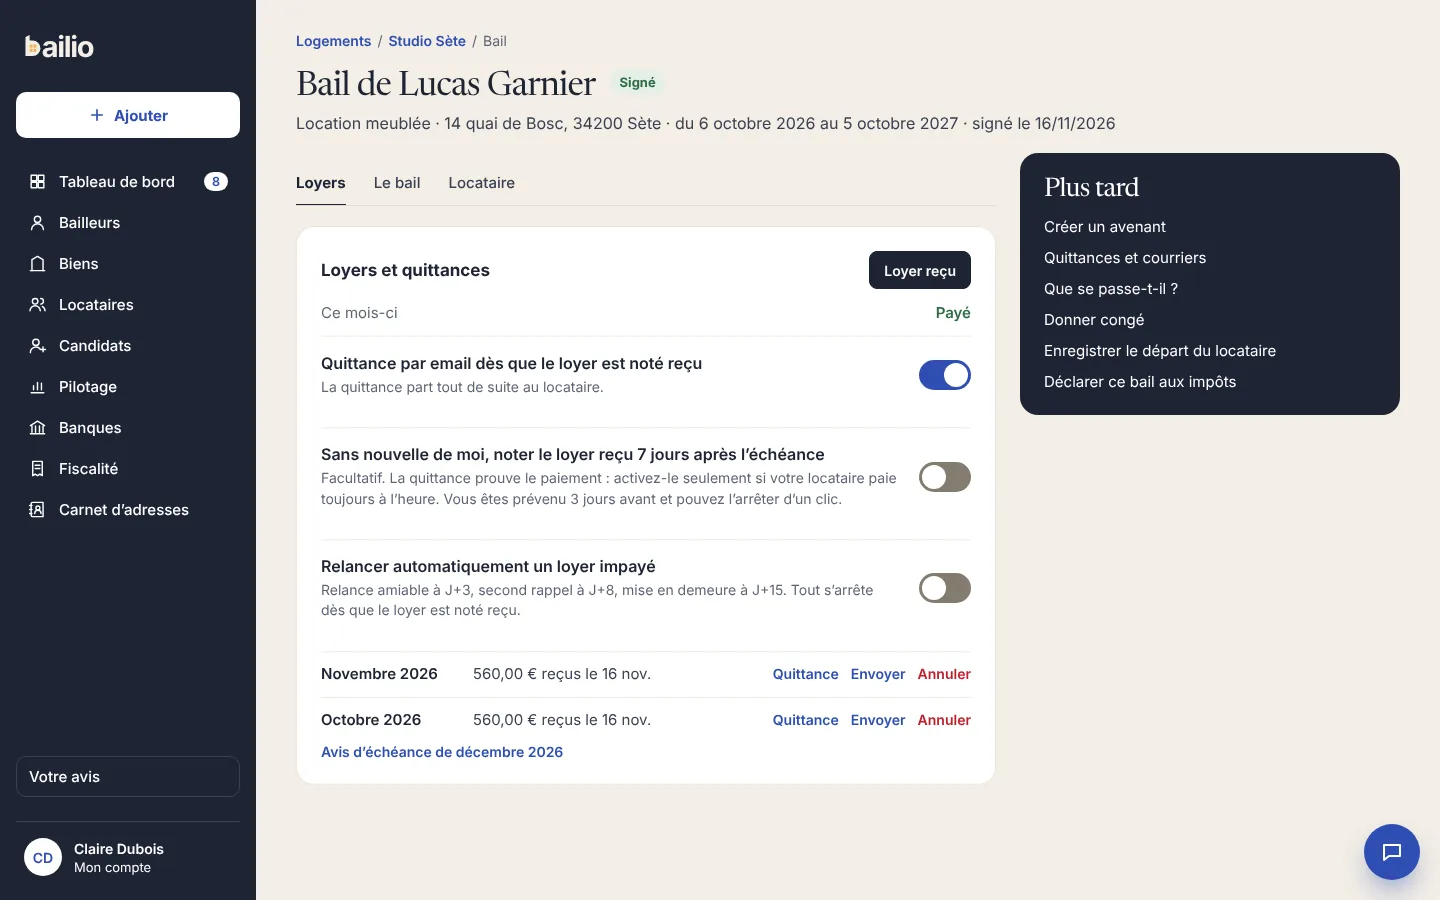 bailio
Ajouter
Tableau de bord 8
Bailleurs
Biens
Locataires
Candidats
Pilotage
Banques
Fiscalité
Carnet d’adresses
Votre avis
CD
Claire Dubois
Mon compte
Logements / Studio Sète / Bail
Bail de Lucas Garnier Signé
Location meublée · 14 quai de Bosc, 34200 Sète · du 6 octobre 2026 au 5 octobre 2027 · signé le 16/11/2026
Loyers Le bail Locataire
Loyers et quittances Loyer reçu
Ce mois-ci Payé
Quittance par email dès que le loyer est noté reçu
La quittance part tout de suite au locataire.
Sans nouvelle de moi, noter le loyer reçu 7 jours après l’échéance
Facultatif. La quittance prouve le paiement : activez-le seulement si votre locataire paie
toujours à l’heure. Vous êtes prévenu 3 jours avant et pouvez l’arrêter d’un clic.
Relancer automatiquement un loyer impayé
Relance amiable à J+3, second rappel à J+8, mise en demeure à J+15. Tout s’arrête
dès que le loyer est noté reçu.
Novembre 2026 560,00 € reçus le 16 nov. Quittance Envoyer Annuler
Octobre 2026 560,00 € reçus le 16 nov. Quittance Envoyer Annuler
Avis d’échéance de décembre 2026
Plus tard
Créer un avenant
Quittances et courriers
Que se passe-t-il ?
Donner congé
Enregistrer le départ du locataire
Déclarer ce bail aux impôts